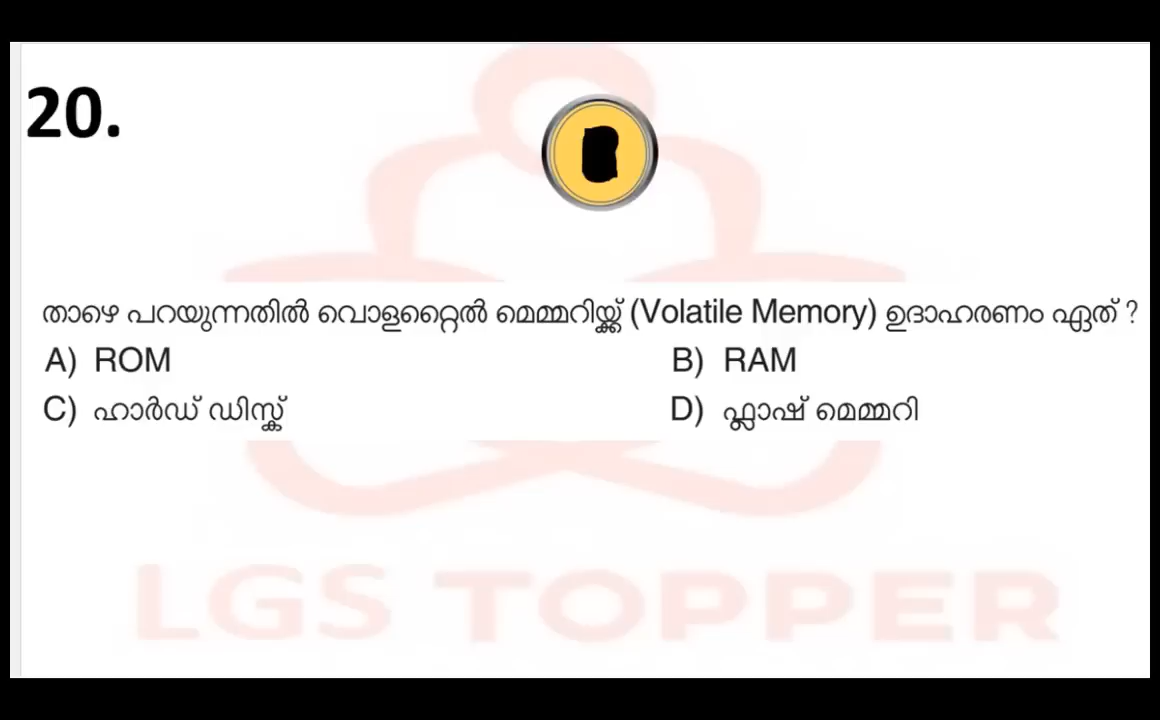 20.
താഴെ പറയുന്നതിൽ വൊളറ്റൈൽ മെമ്മറിയ്ക്ക് (Volatile Memory) ഉദാഹരണം ഏത് ?
A) ROM B) RAM
C) ഹാർഡ് ഡിസ്ക് D) ഫ്ലാഷ് മെമ്മറി
LGS TOPPER